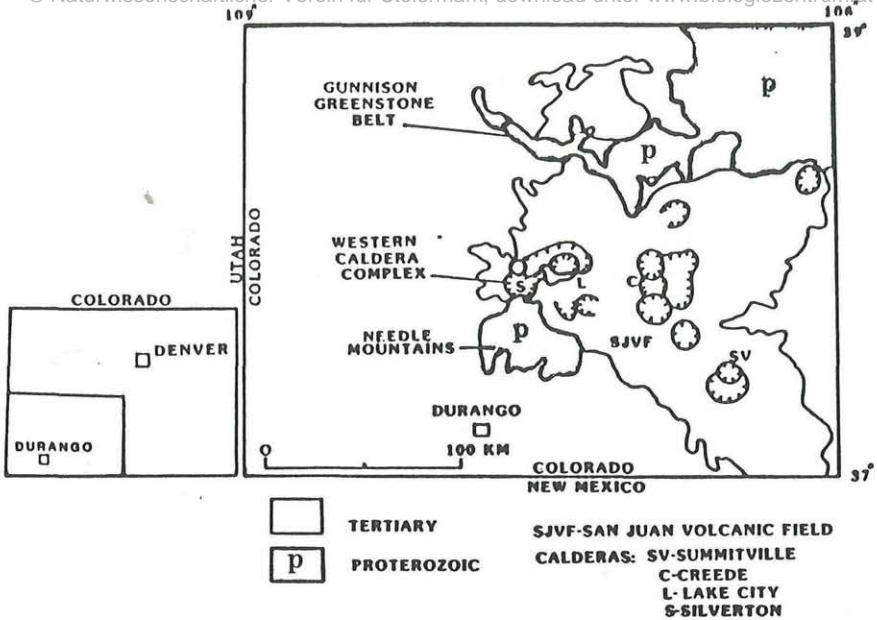 © Naturwissenschaftlicher Verein für Steiermark; download unter www.biologiezentrum.at
109°
106°
39°
GUNNISON
GREENSTONE
BELT
p
p
UTAH
COLORADO
WESTERN
CALDERA
COMPLEX
S
L
C
COLORADO
DENVER
NEEDLE
MOUNTAINS
p
SJVF
SV
DURANGO
DURANGO
0
100 KM
COLORADO
NEW MEXICO
37°
TERTIARY
p PROTEROZOIC
SJVF-SAN JUAN VOLCANIC FIELD
CALDERAS: SV-SUMMITVILLE
C-CREEDE
L-LAKE CITY
S-SILVERTON